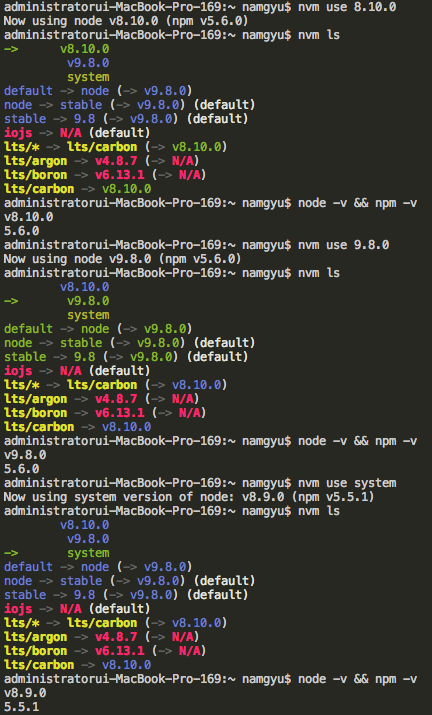 administratorui-MacBook-Pro-169:~ namgyu$ nvm use 8.10.0
Now using node v8.10.0 (npm v5.6.0)
administratorui-MacBook-Pro-169:~ namgyu$ nvm ls
->       v8.10.0
         v9.8.0
         system
default -> node (-> v9.8.0)
node -> stable (-> v9.8.0) (default)
stable -> 9.8 (-> v9.8.0) (default)
iojs -> N/A (default)
lts/* -> lts/carbon (-> v8.10.0)
lts/argon -> v4.8.7 (-> N/A)
lts/boron -> v6.13.1 (-> N/A)
lts/carbon -> v8.10.0
administratorui-MacBook-Pro-169:~ namgyu$ node -v && npm -v
v8.10.0
5.6.0
administratorui-MacBook-Pro-169:~ namgyu$ nvm use 9.8.0
Now using node v9.8.0 (npm v5.6.0)
administratorui-MacBook-Pro-169:~ namgyu$ nvm ls
         v8.10.0
->       v9.8.0
         system
default -> node (-> v9.8.0)
node -> stable (-> v9.8.0) (default)
stable -> 9.8 (-> v9.8.0) (default)
iojs -> N/A (default)
lts/* -> lts/carbon (-> v8.10.0)
lts/argon -> v4.8.7 (-> N/A)
lts/boron -> v6.13.1 (-> N/A)
lts/carbon -> v8.10.0
administratorui-MacBook-Pro-169:~ namgyu$ node -v && npm -v
v9.8.0
5.6.0
administratorui-MacBook-Pro-169:~ namgyu$ nvm use system
Now using system version of node: v8.9.0 (npm v5.5.1)
administratorui-MacBook-Pro-169:~ namgyu$ nvm ls
         v8.10.0
         v9.8.0
->       system
default -> node (-> v9.8.0)
node -> stable (-> v9.8.0) (default)
stable -> 9.8 (-> v9.8.0) (default)
iojs -> N/A (default)
lts/* -> lts/carbon (-> v8.10.0)
lts/argon -> v4.8.7 (-> N/A)
lts/boron -> v6.13.1 (-> N/A)
lts/carbon -> v8.10.0
administratorui-MacBook-Pro-169:~ namgyu$ node -v && npm -v
v8.9.0
5.5.1